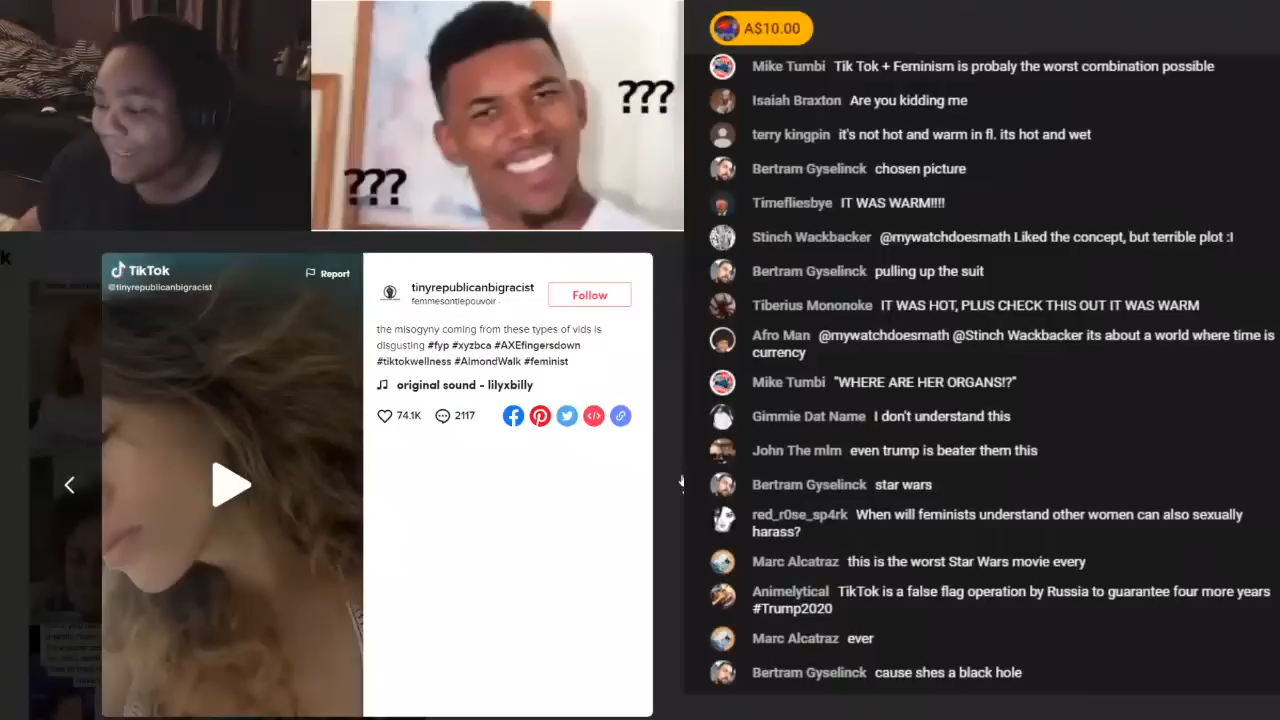 ???
???
k
TikTok
@tinyrepublicanbigracist
Report
tinyrepublicanbigracist
femmesontlepouvoir ·
Follow
the misogyny coming from these types of vids is
disgusting #fyp #xyzbca #AXEfingersdown
#tiktokwellness #AlmondWalk #feminist
original sound - lilyxbilly
74.1K
2117
A$10.00
Mike Tumbi Tik Tok + Feminism is probaly the worst combination possible
Isaiah Braxton Are you kidding me
terry kingpin it's not hot and warm in fl. its hot and wet
Bertram Gyselinck chosen picture
Timefliesbye IT WAS WARM!!!!
Stinch Wackbacker @mywatchdoesmath Liked the concept, but terrible plot :I
Bertram Gyselinck pulling up the suit
Tiberius Mononoke IT WAS HOT, PLUS CHECK THIS OUT IT WAS WARM
Afro Man @mywatchdoesmath @Stinch Wackbacker its about a world where time is
currency
Mike Tumbi "WHERE ARE HER ORGANS!?"
Gimmie Dat Name I don't understand this
John The mlm even trump is beater them this
Bertram Gyselinck star wars
red_r0se_sp4rk When will feminists understand other women can also sexually
harass?
Marc Alcatraz this is the worst Star Wars movie every
Animelytical TikTok is a false flag operation by Russia to guarantee four more years
#Trump2020
Marc Alcatraz ever
Bertram Gyselinck cause shes a black hole